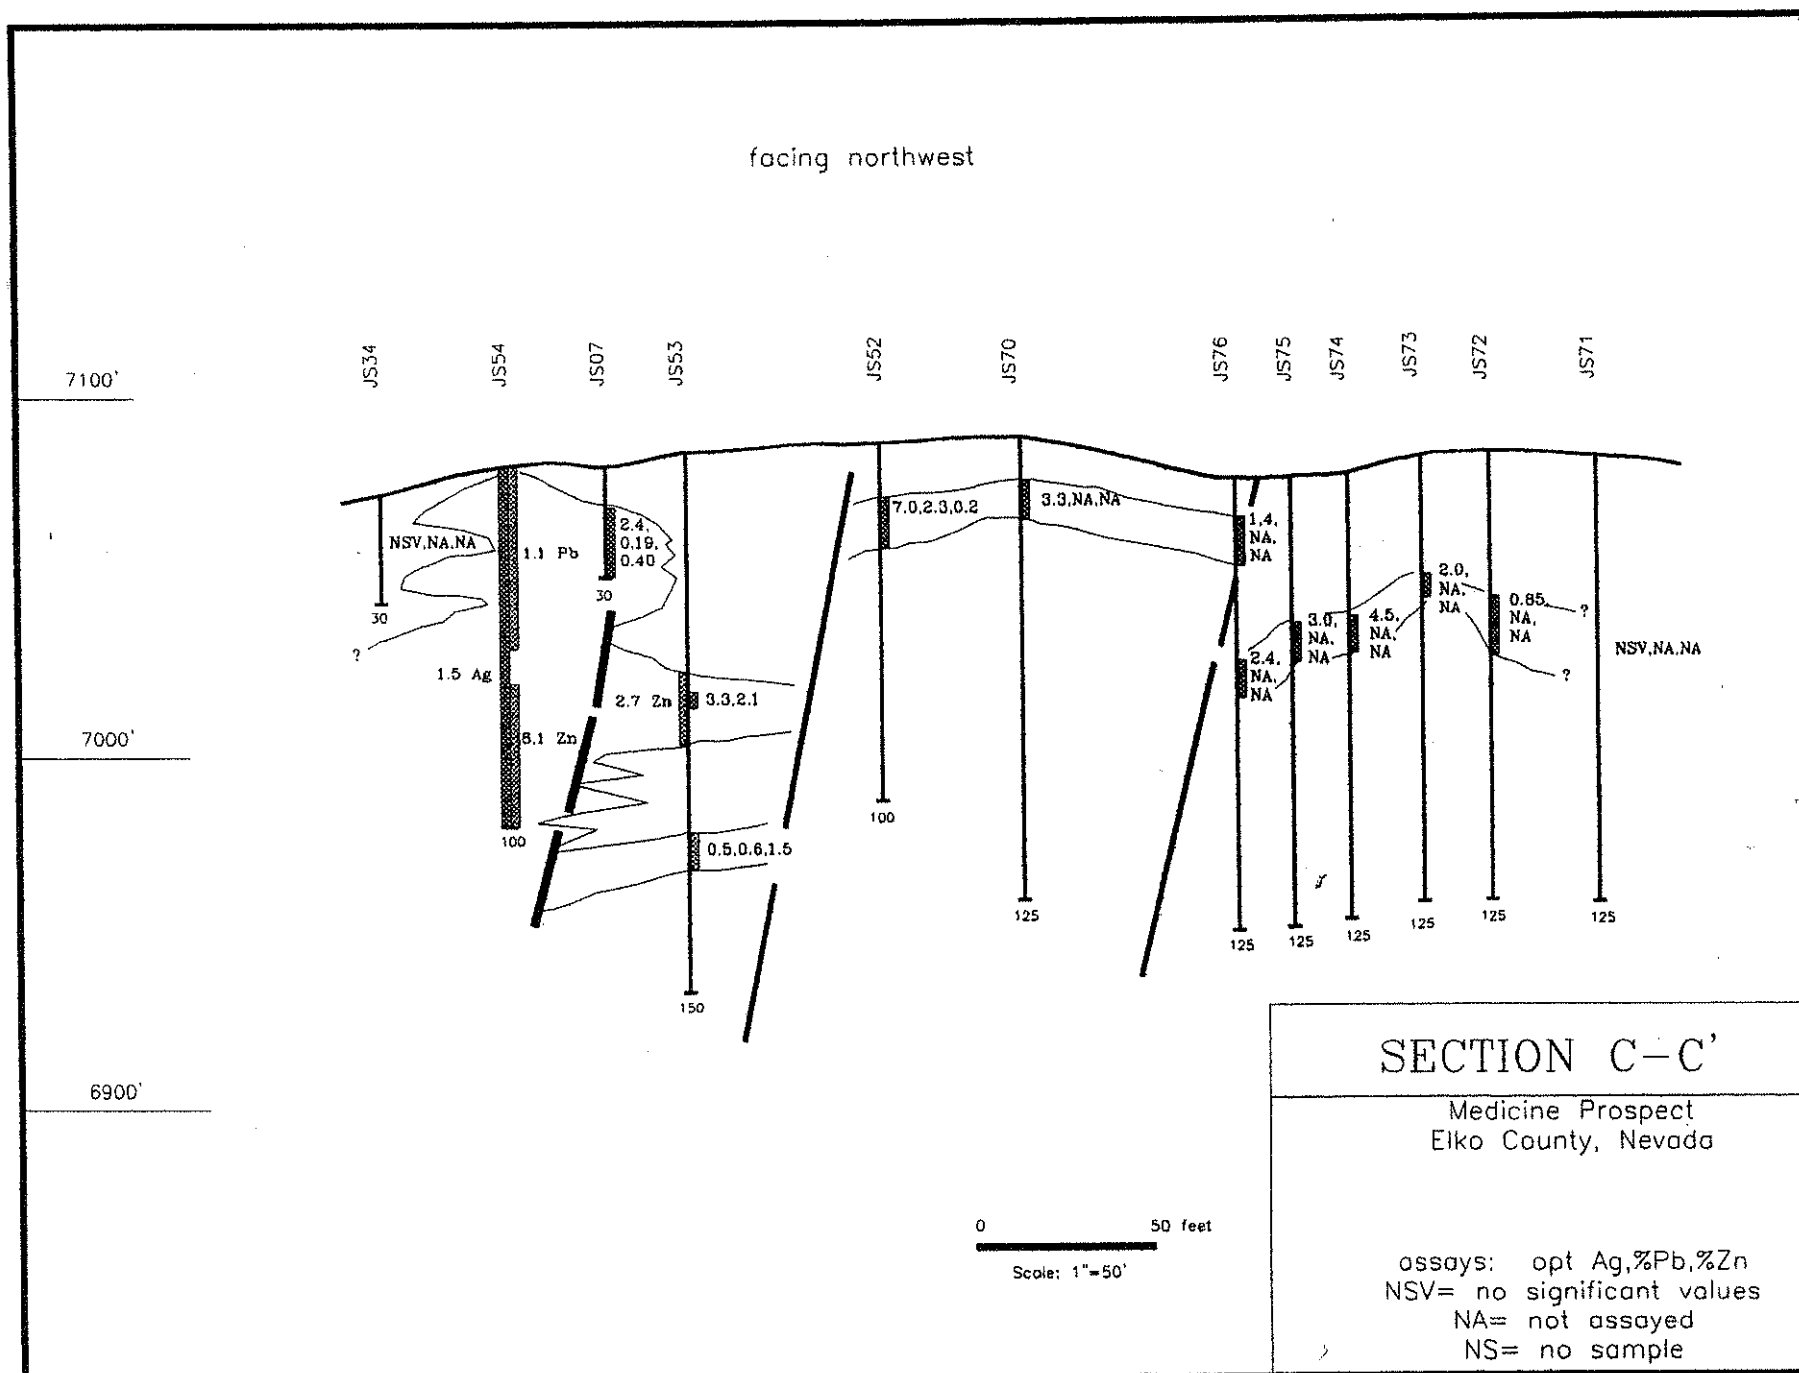 facing northwest
JS34
JS54
JS07
JS53
JS52
JS70
JS76
JS75
JS74
JS73
JS72
JS71
7100'
7000'
6900'
NSV,NA,NA
30
1.1 Pb
1.5 Ag
6.1 Zn
100
2.4,
0.19,
0.40
30
2.7 Zn
3.3,2.1
0.5,0.6,1.5
150
7.0,2.3,0.2
100
3.3,NA,NA
125
1,4,
NA,
NA
2.4,
NA,
NA
125
3.0,
NA,
NA
125
4.5,
NA,
NA
125
2.0,
NA,
NA
125
0.85,
NA,
NA
125
NSV,NA,NA
125
?
?
?
0 50 feet
Scale: 1"=50'
SECTION C-C'
Medicine Prospect
Elko County, Nevada
assays: opt Ag,%Pb,%Zn
NSV= no significant values
NA= not assayed
NS= no sample